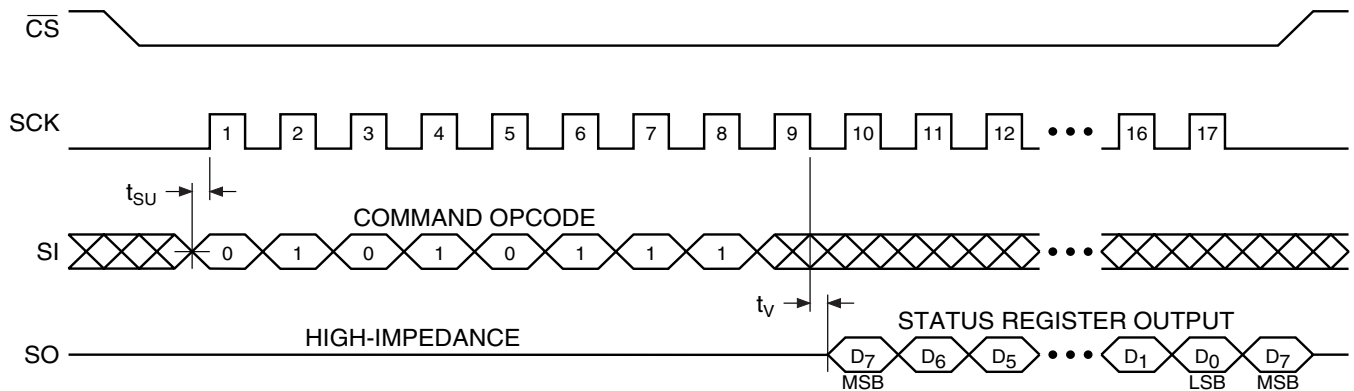 CS
SCK 1 2 3 4 5 6 7 8 9 10 11 12 ••• 16 17
tSU
COMMAND OPCODE
SI 0 1 0 1 0 1 1 1 •••
tV
HIGH-IMPEDANCE
STATUS REGISTER OUTPUT
SO D7 D6 D5 ••• D1 D0 D7
MSB LSB MSB